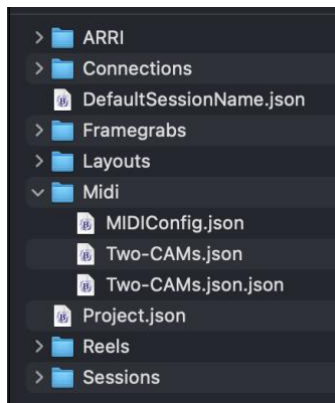 ARRI
Connections
DefaultSessionName.json
Framegrabs
Layouts
Midi
MIDIConfig.json
Two-CAMs.json
Two-CAMs.json.json
Project.json
Reels
Sessions